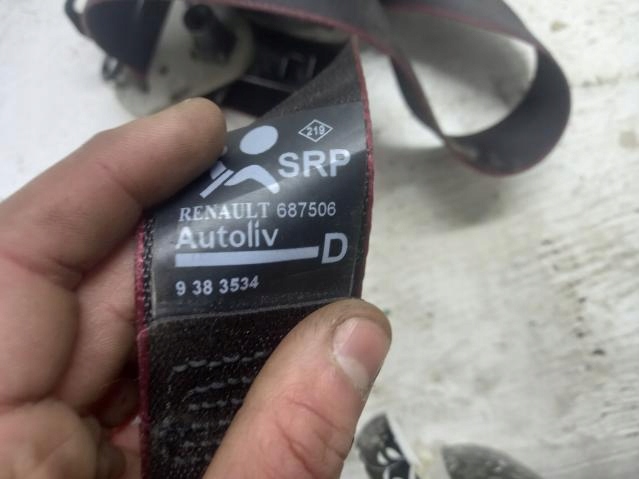 219
SRP
RENAULT 687506
Autoliv
D
9 38 3534